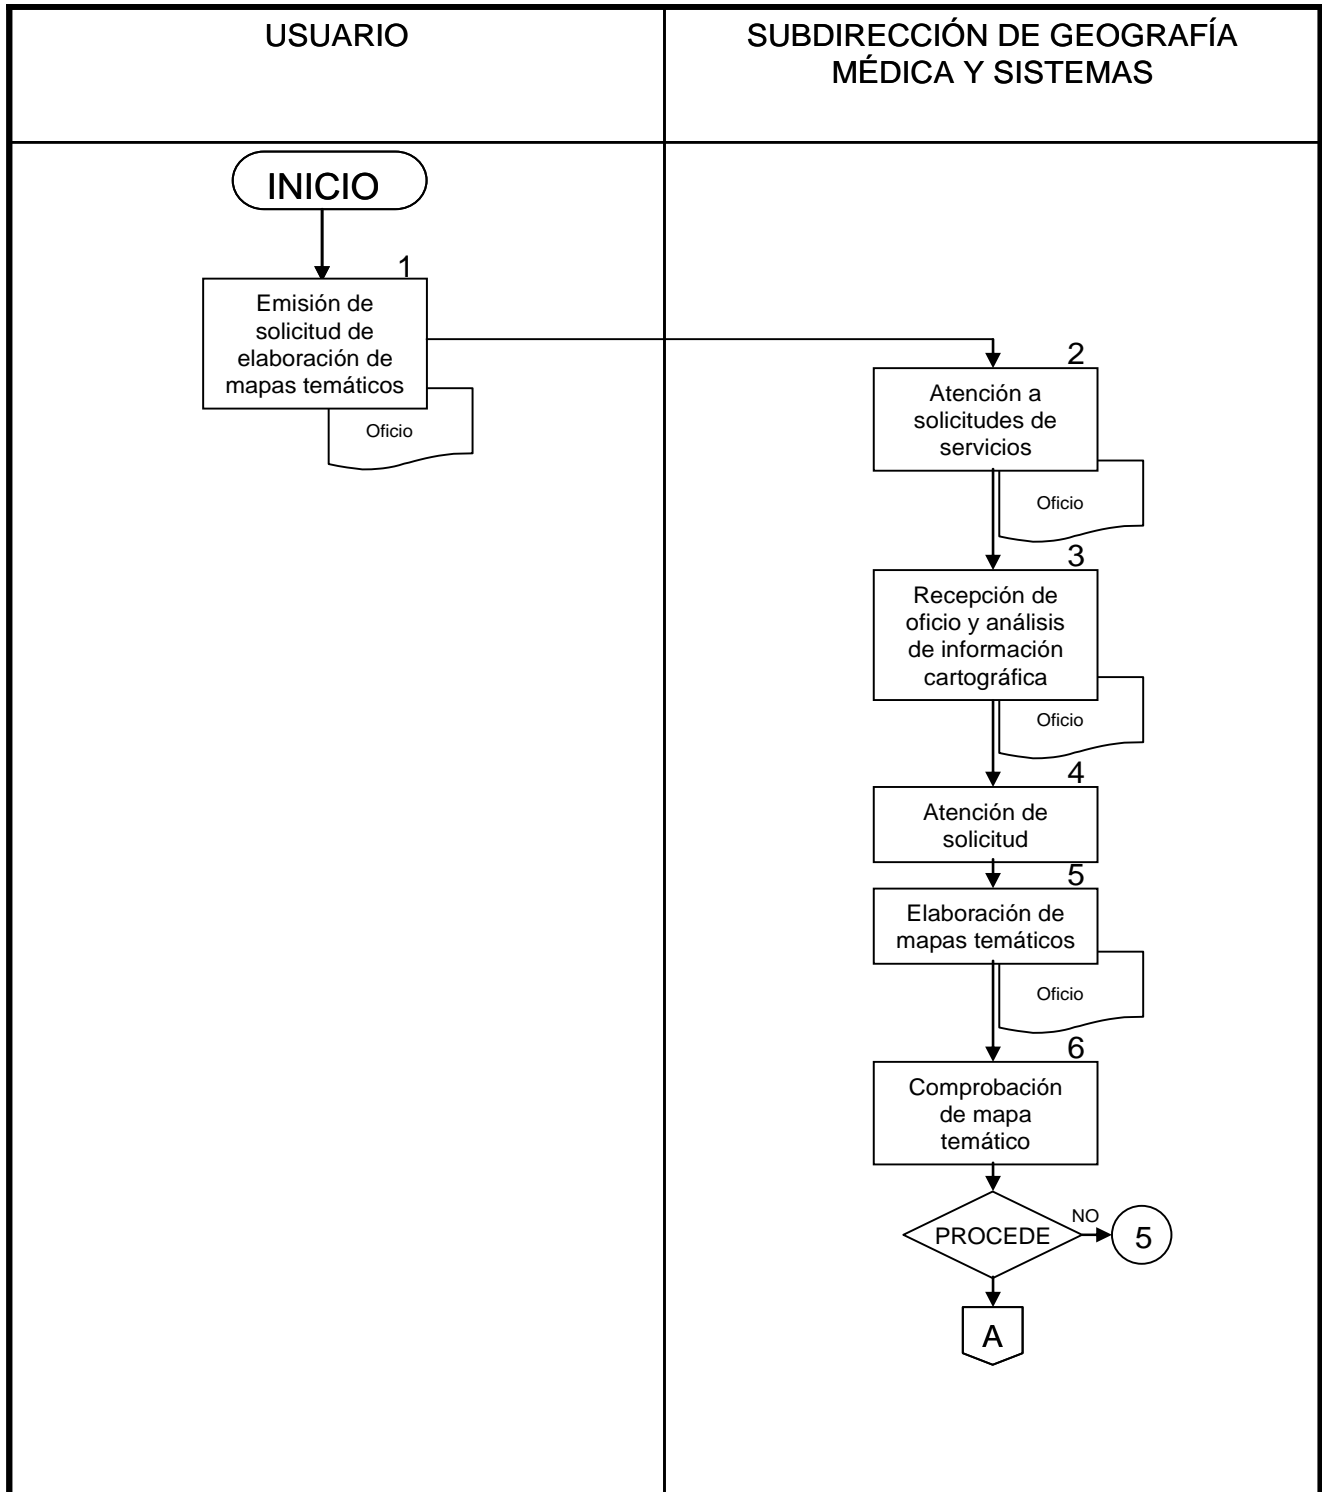 USUARIO
SUBDIRECCIÓN DE GEOGRAFÍA
MÉDICA Y SISTEMAS
INICIO
1
Emisión de
solicitud de
elaboración de
mapas temáticos
Oficio
2
Atención a
solicitudes de
servicios
Oficio
3
Recepción de
oficio y análisis
de información
cartográfica
Oficio
4
Atención de
solicitud
5
Elaboración de
mapas temáticos
Oficio
6
Comprobación
de mapa
temático
PROCEDE
NO
5
A